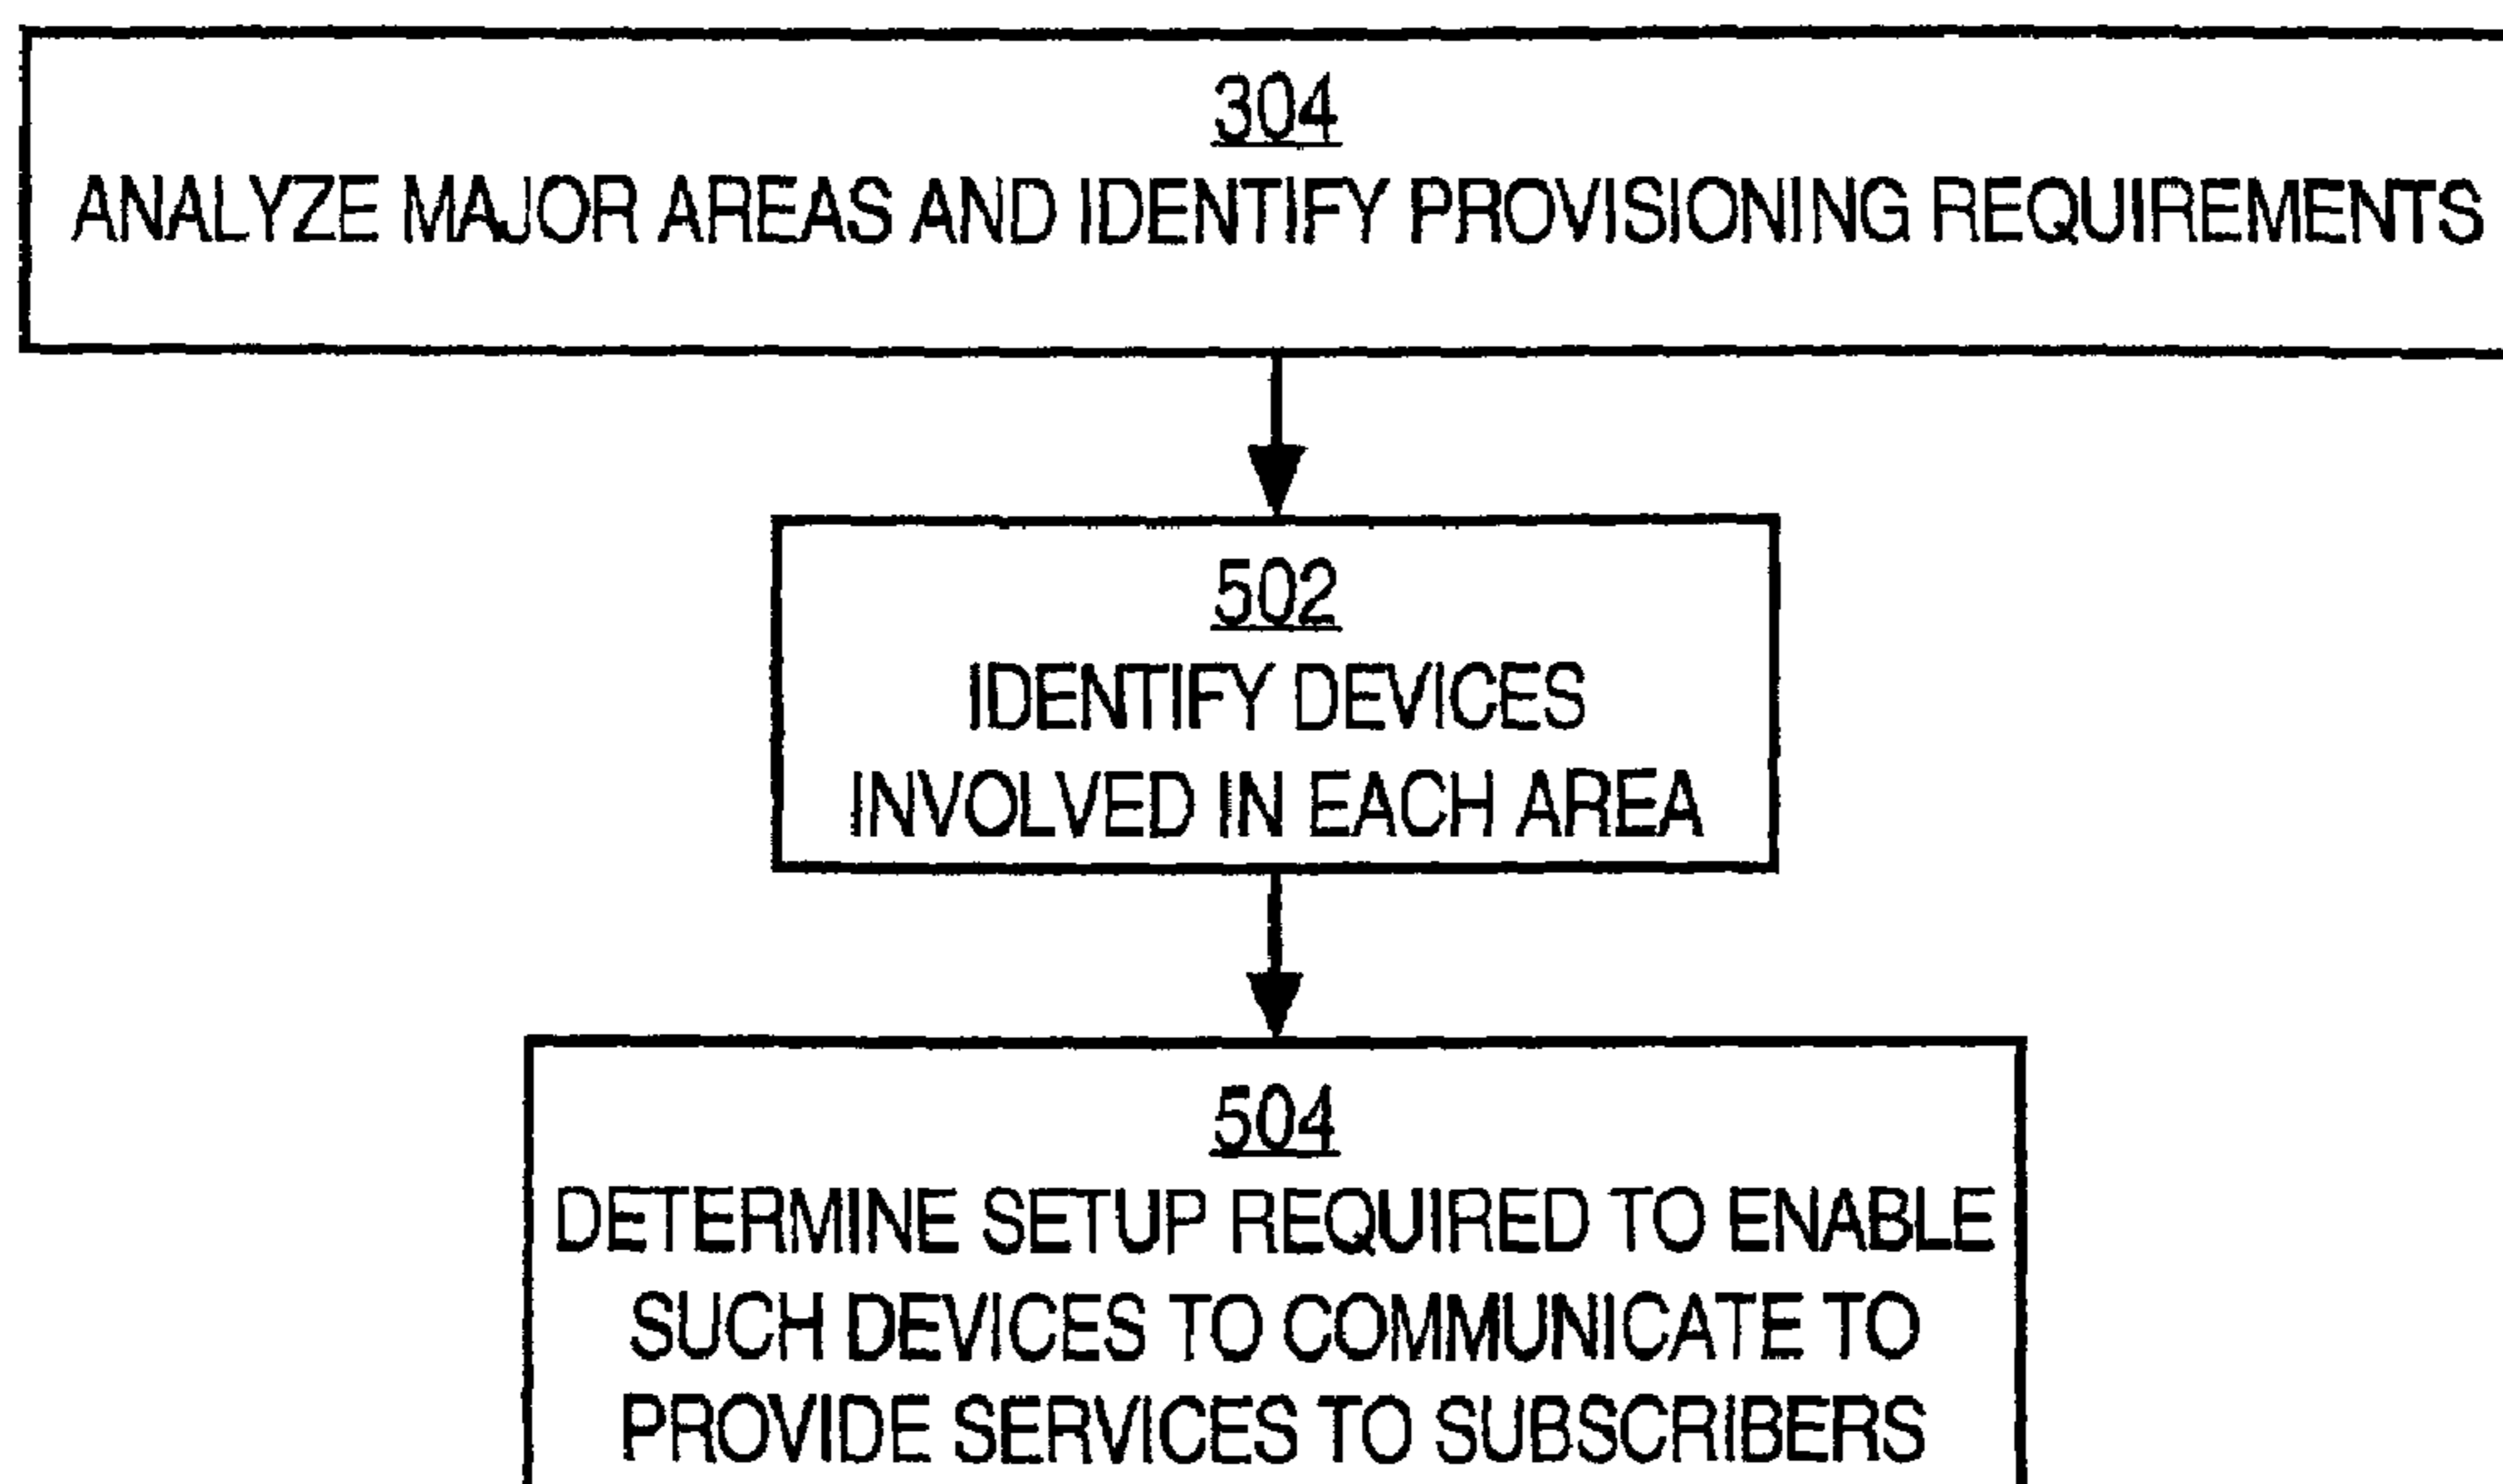 304
ANALYZE MAJOR AREAS AND IDENTIFY PROVISIONING REQUIREMENTS
502
IDENTIFY DEVICES
INVOLVED IN EACH AREA
504
DETERMINE SETUP REQUIRED TO ENABLE
SUCH DEVICES TO COMMUNICATE TO
PROVIDE SERVICES TO SUBSCRIBERS